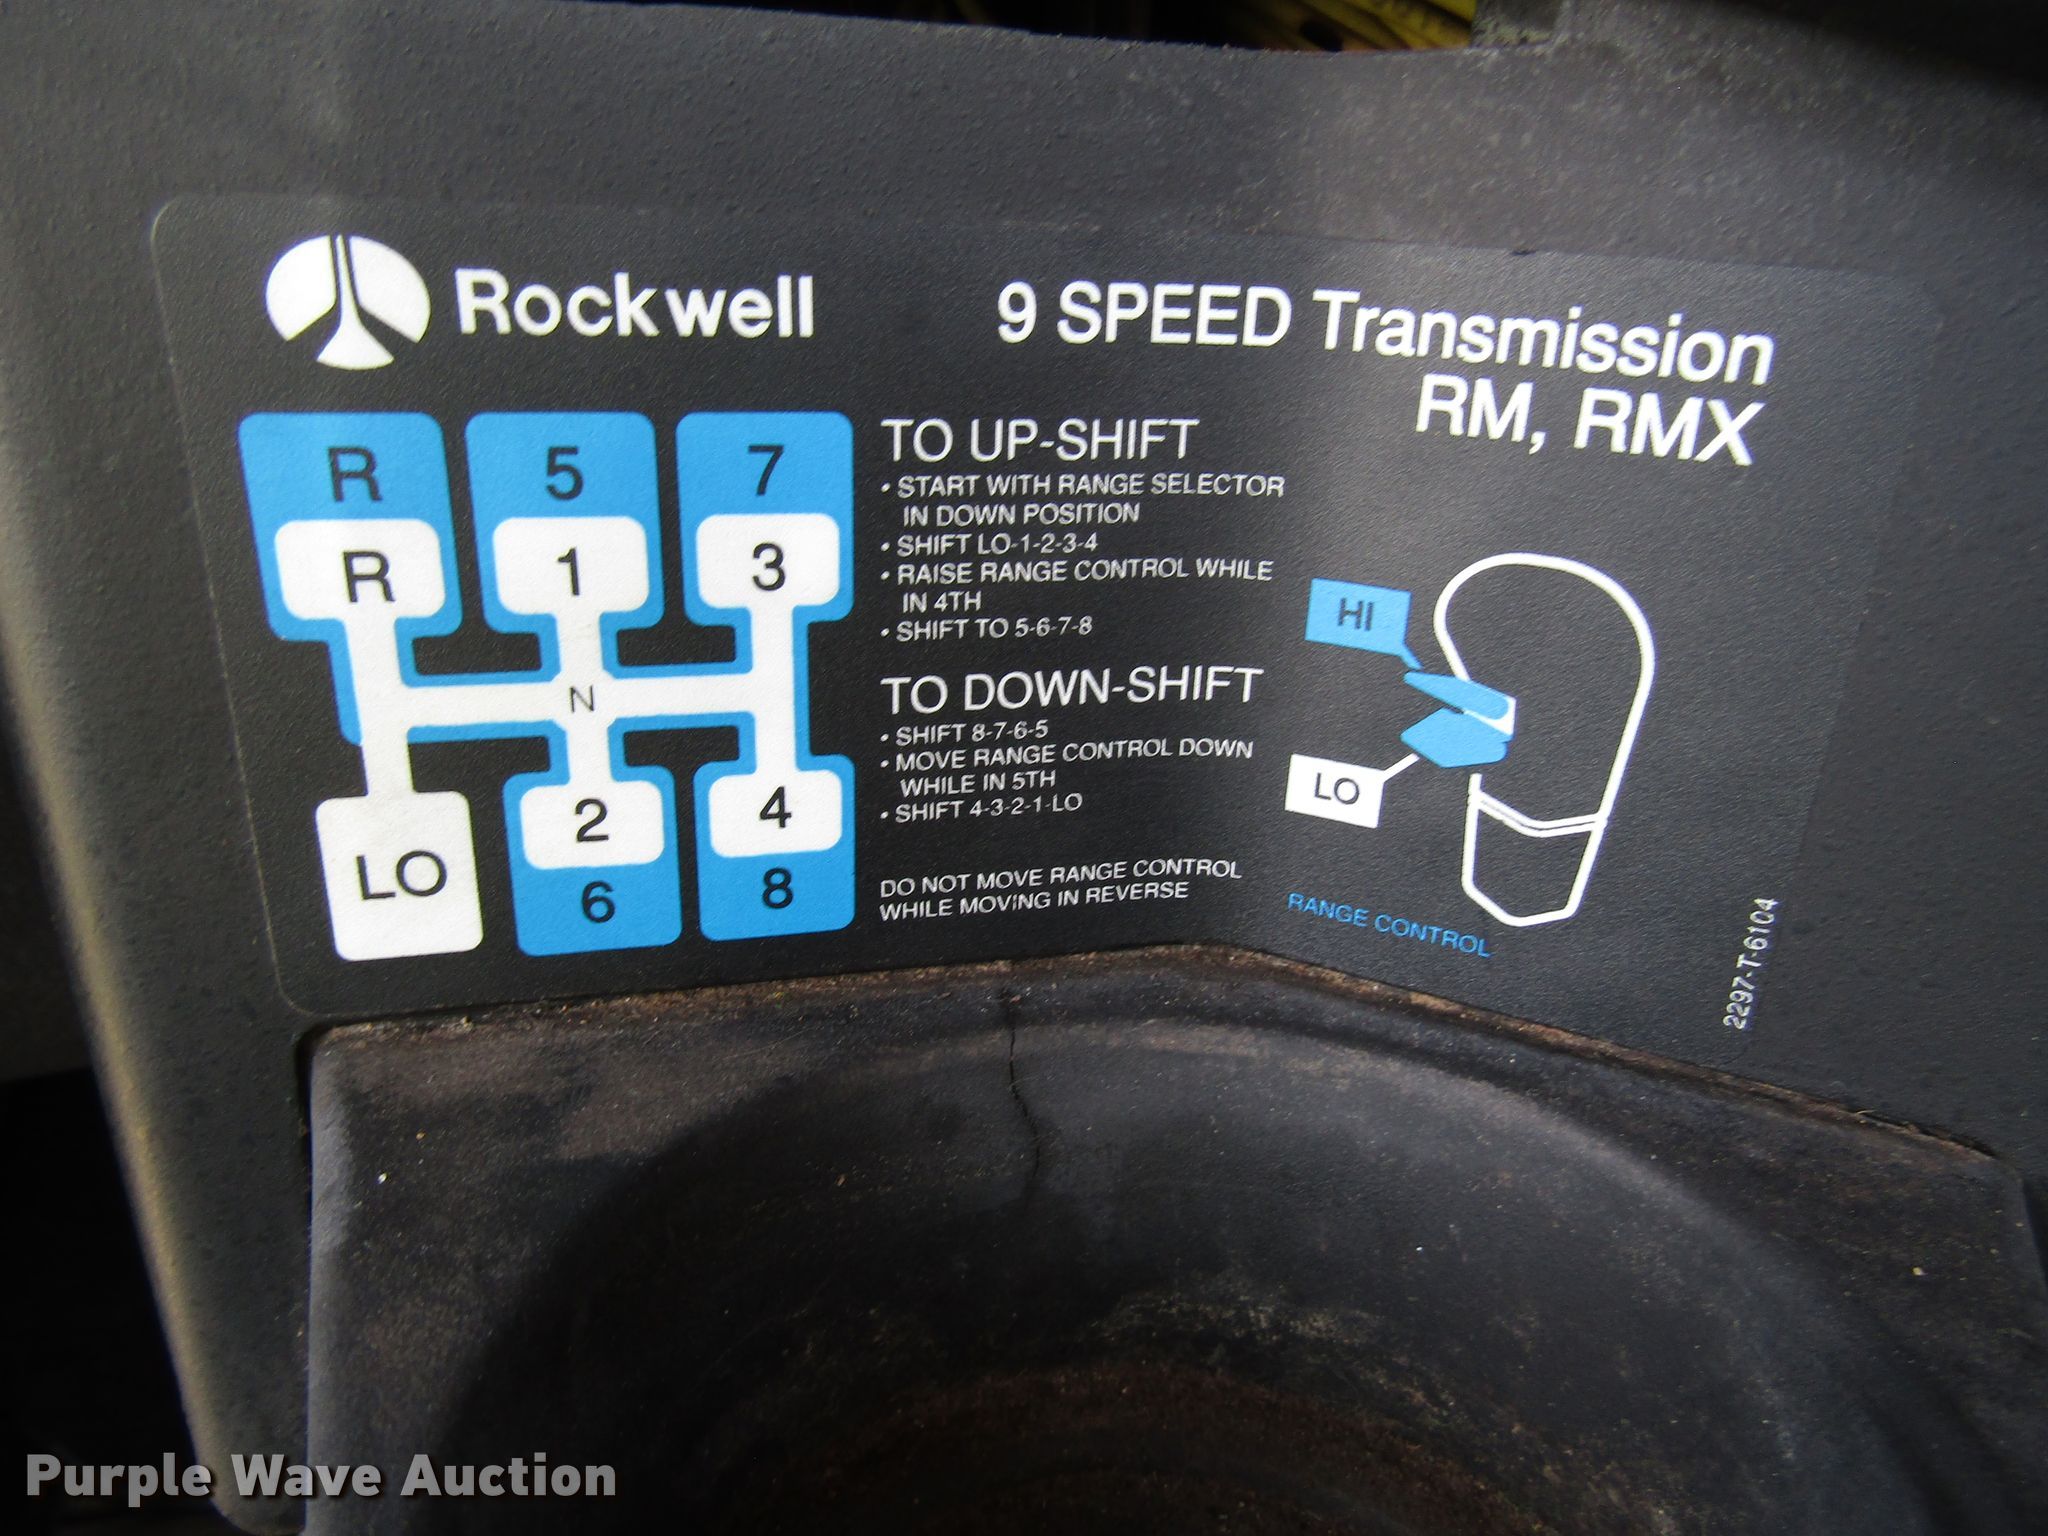 Rockwell
9 SPEED Transmission
RM, RMX
R 5 7
R 1 3
N
2 4
LO
6 8
TO UP-SHIFT
• START WITH RANGE SELECTOR
IN DOWN POSITION
• SHIFT LO-1-2-3-4
• RAISE RANGE CONTROL WHILE
IN 4TH
• SHIFT TO 5-6-7-8
TO DOWN-SHIFT
• SHIFT 8-7-6-5
• MOVE RANGE CONTROL DOWN
WHILE IN 5TH
• SHIFT 4-3-2-1-LO
DO NOT MOVE RANGE CONTROL
WHILE MOVING IN REVERSE
HI
LO
RANGE CONTROL
2297-T-6104
Purple Wave Auction